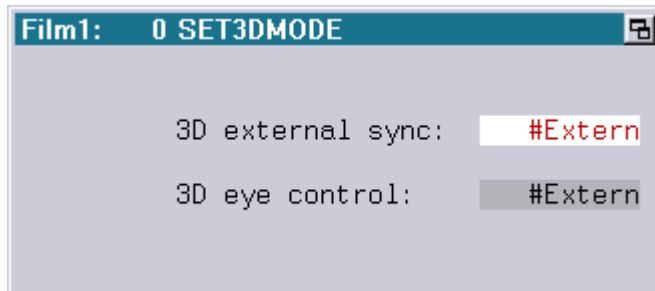 Film1: 0 SET3DMODE
3D external sync: #Extern
3D eye control: #Extern